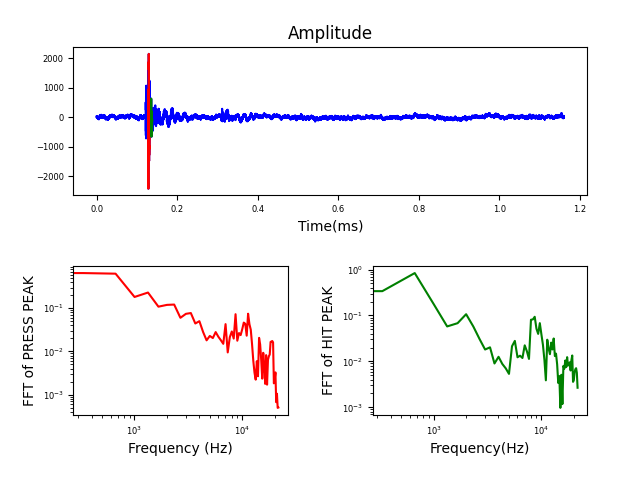 Amplitude
2000
1000
0
−1000
−2000
0.0 0.2 0.4 0.6 0.8 1.0 1.2
Time(ms)
FFT of PRESS PEAK
10⁻¹
10⁻²
10⁻³
10³ 10⁴
Frequency (Hz)
FFT of HIT PEAK
10⁰
10⁻¹
10⁻²
10⁻³
10³ 10⁴
Frequency(Hz)